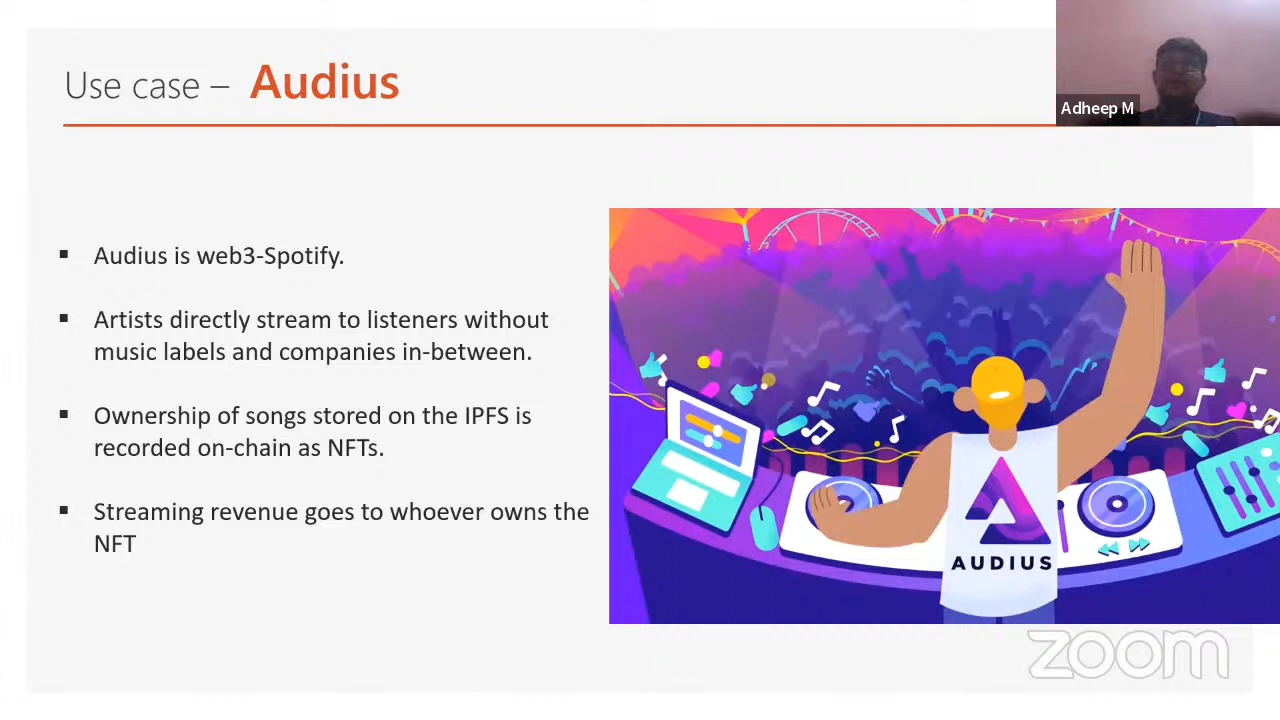 Use case – Audius
Adheep M
▪ Audius is web3-Spotify.
▪ Artists directly stream to listeners without
music labels and companies in-between.
▪ Ownership of songs stored on the IPFS is
recorded on-chain as NFTs.
▪ Streaming revenue goes to whoever owns the
NFT
AUDIUS
zoom